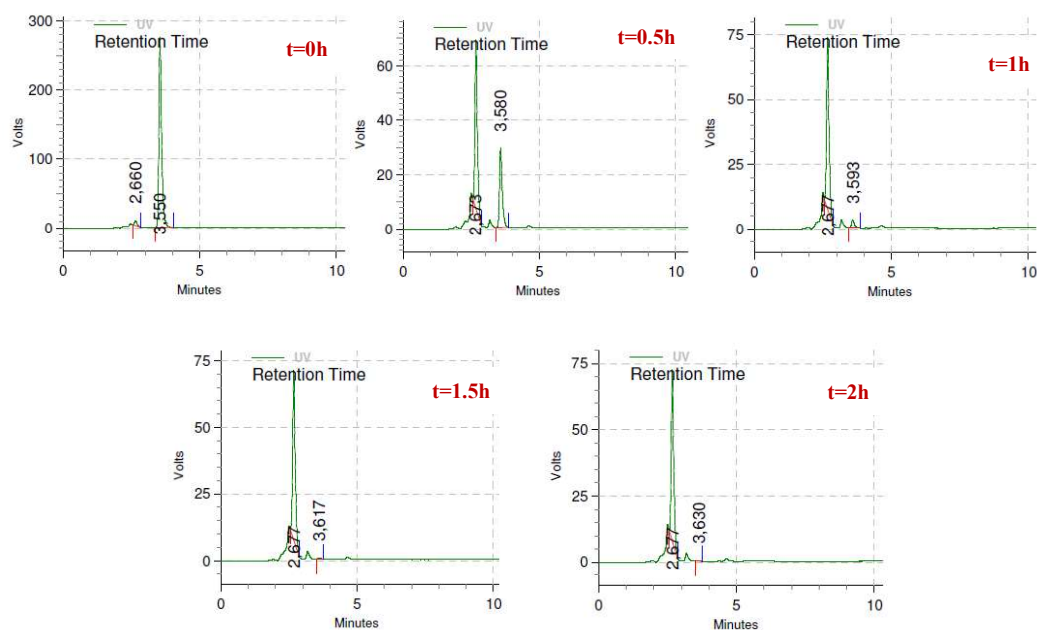 UV
Retention Time
t=0h
300
200
100
0
Volts
2,660
3,550
0
5
10
Minutes
UV
Retention Time
t=0.5h
60
40
20
0
Volts
2,673
3,580
0
5
10
Minutes
UV
Retention Time
t=1h
75
50
25
0
Volts
2,677
3,593
0
5
10
Minutes
UV
Retention Time
t=1.5h
75
50
25
0
Volts
2,677
3,617
0
5
10
Minutes
UV
Retention Time
t=2h
75
50
25
0
Volts
2,677
3,630
0
5
10
Minutes